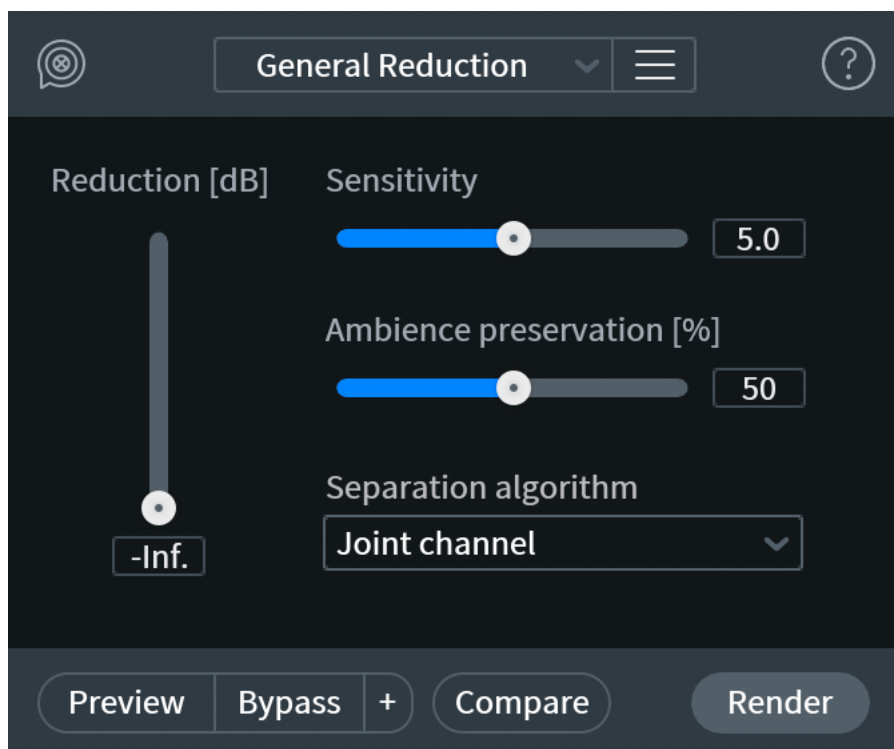 General Reduction
?
Reduction [dB]
Sensitivity
5.0
Ambience preservation [%]
50
Separation algorithm
Joint channel
-Inf.
Preview Bypass + Compare Render